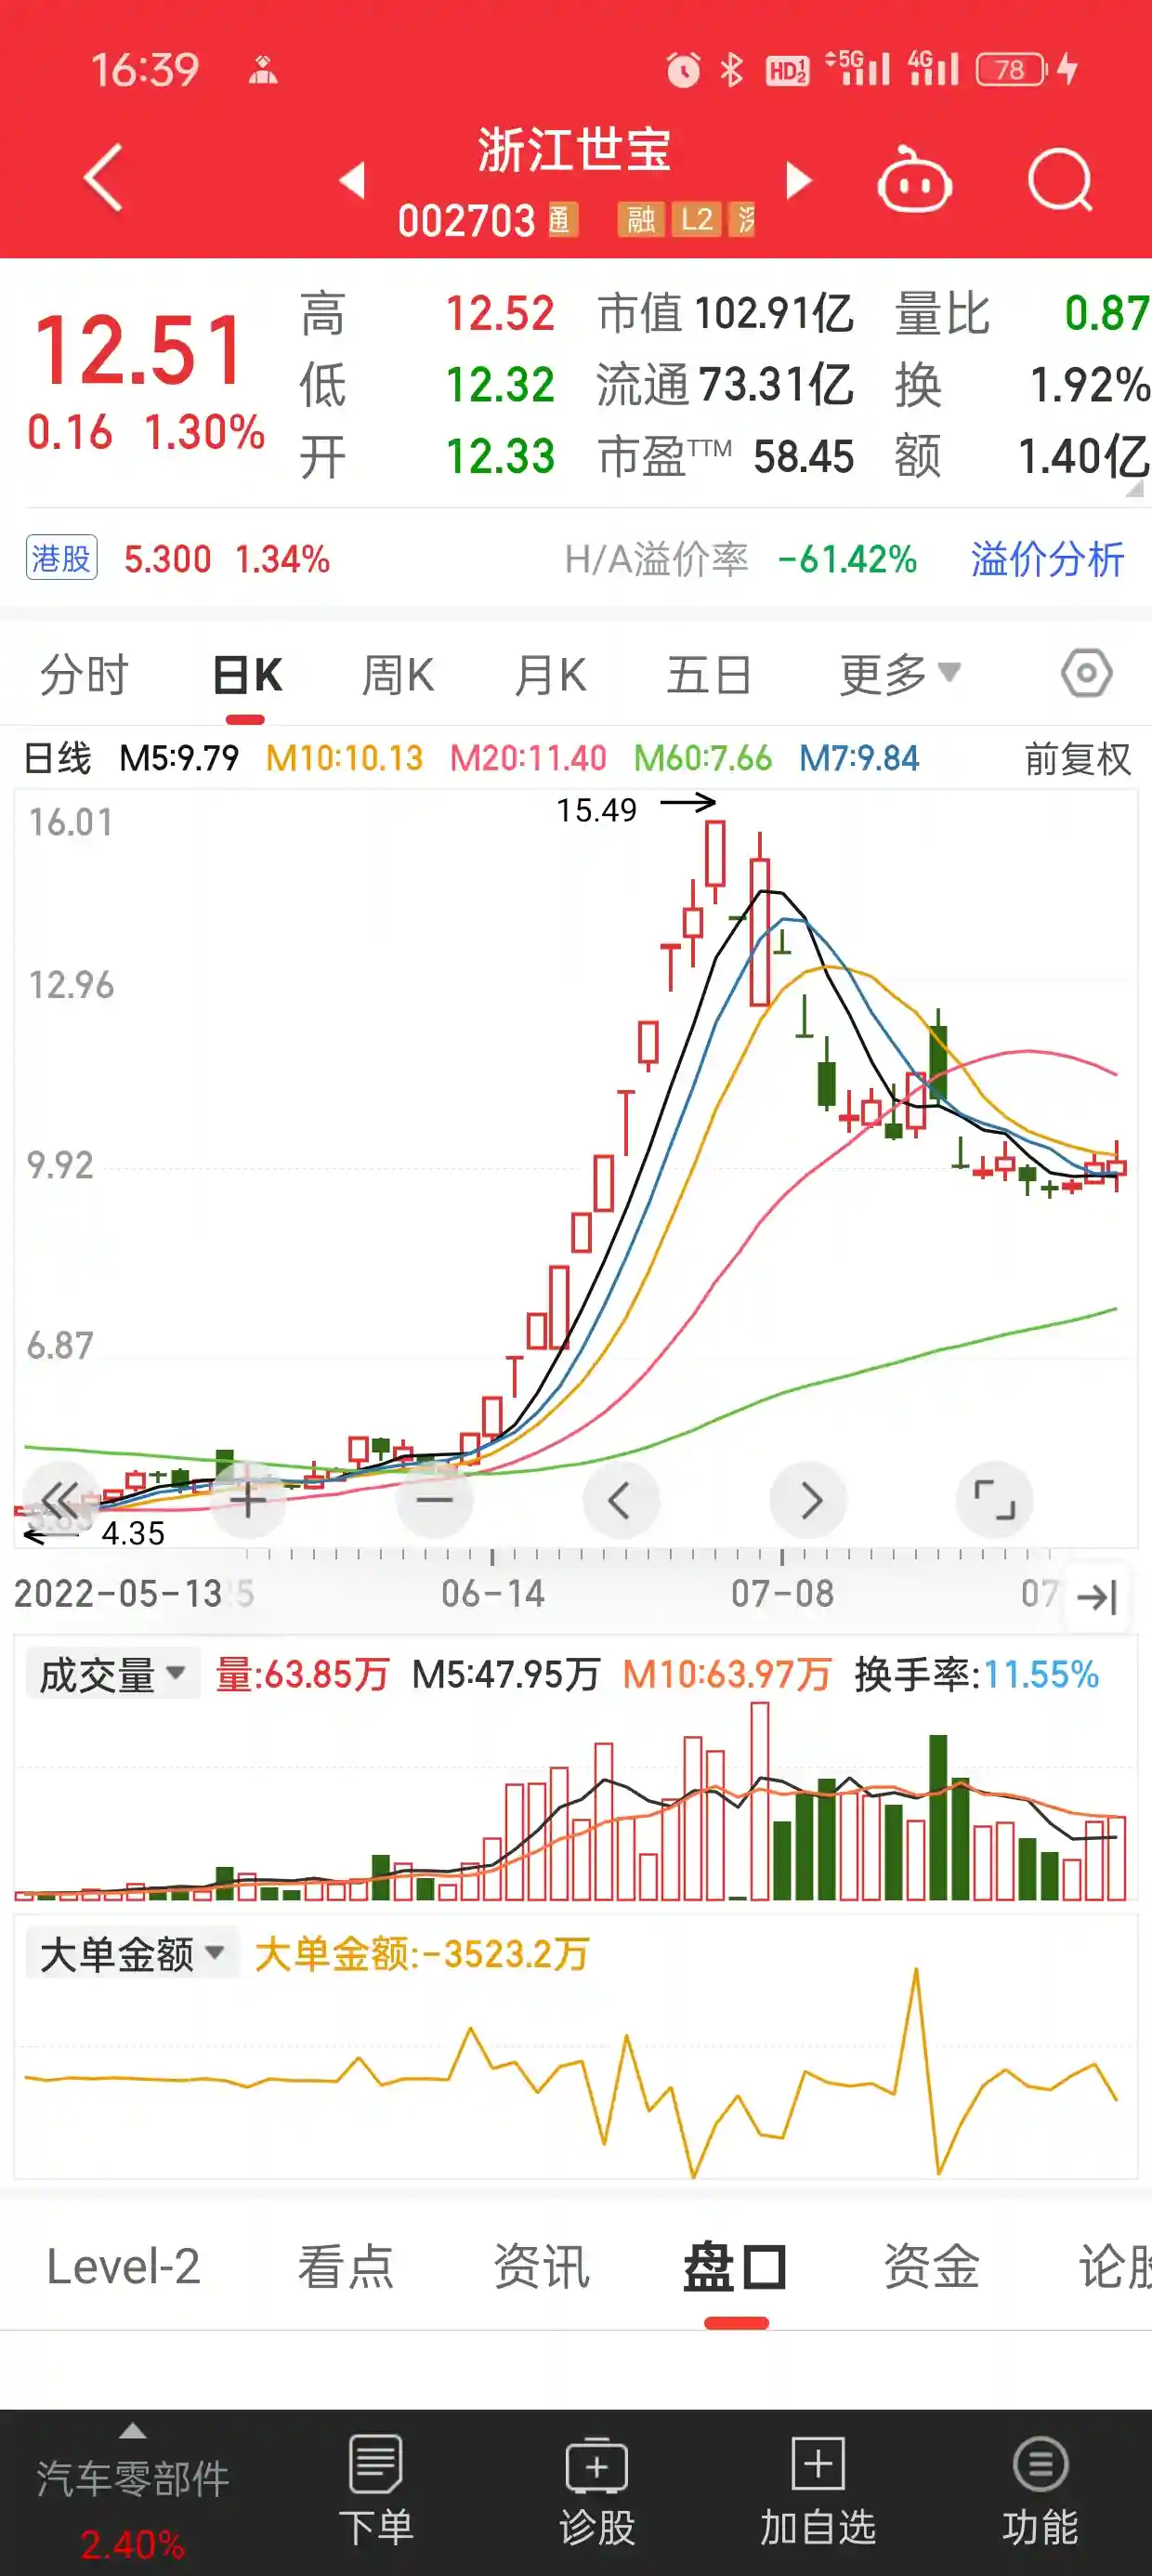 16:39 HD 1 2 5G 4G 78
浙江世宝
002703 通 融 L2
12.51 高 12.52 市值 102.91亿 量比 0.87
0.16 1.30% 低 12.32 流通 73.31亿 换 1.92%
开 12.33 市盈TTM 58.45 额 1.40亿
港股 5.300 1.34% H/A溢价率 -61.42% 溢价分析
分时 日K 周K 月K 五日 更多
日线 M5:9.79 M10:10.13 M20:11.40 M60:7.66 M7:9.84 前复权
16.01
15.49
12.96
9.92
6.87
4.35
2022-05-13 06-14 07-08 07
成交量 量:63.85万 M5:47.95万 M10:63.97万 换手率:11.55%
大单金额 大单金额:-3523.2万
Level-2 看点 资讯 盘口 资金 论股
汽车零部件
2.40% 下单 诊股 加自选 功能